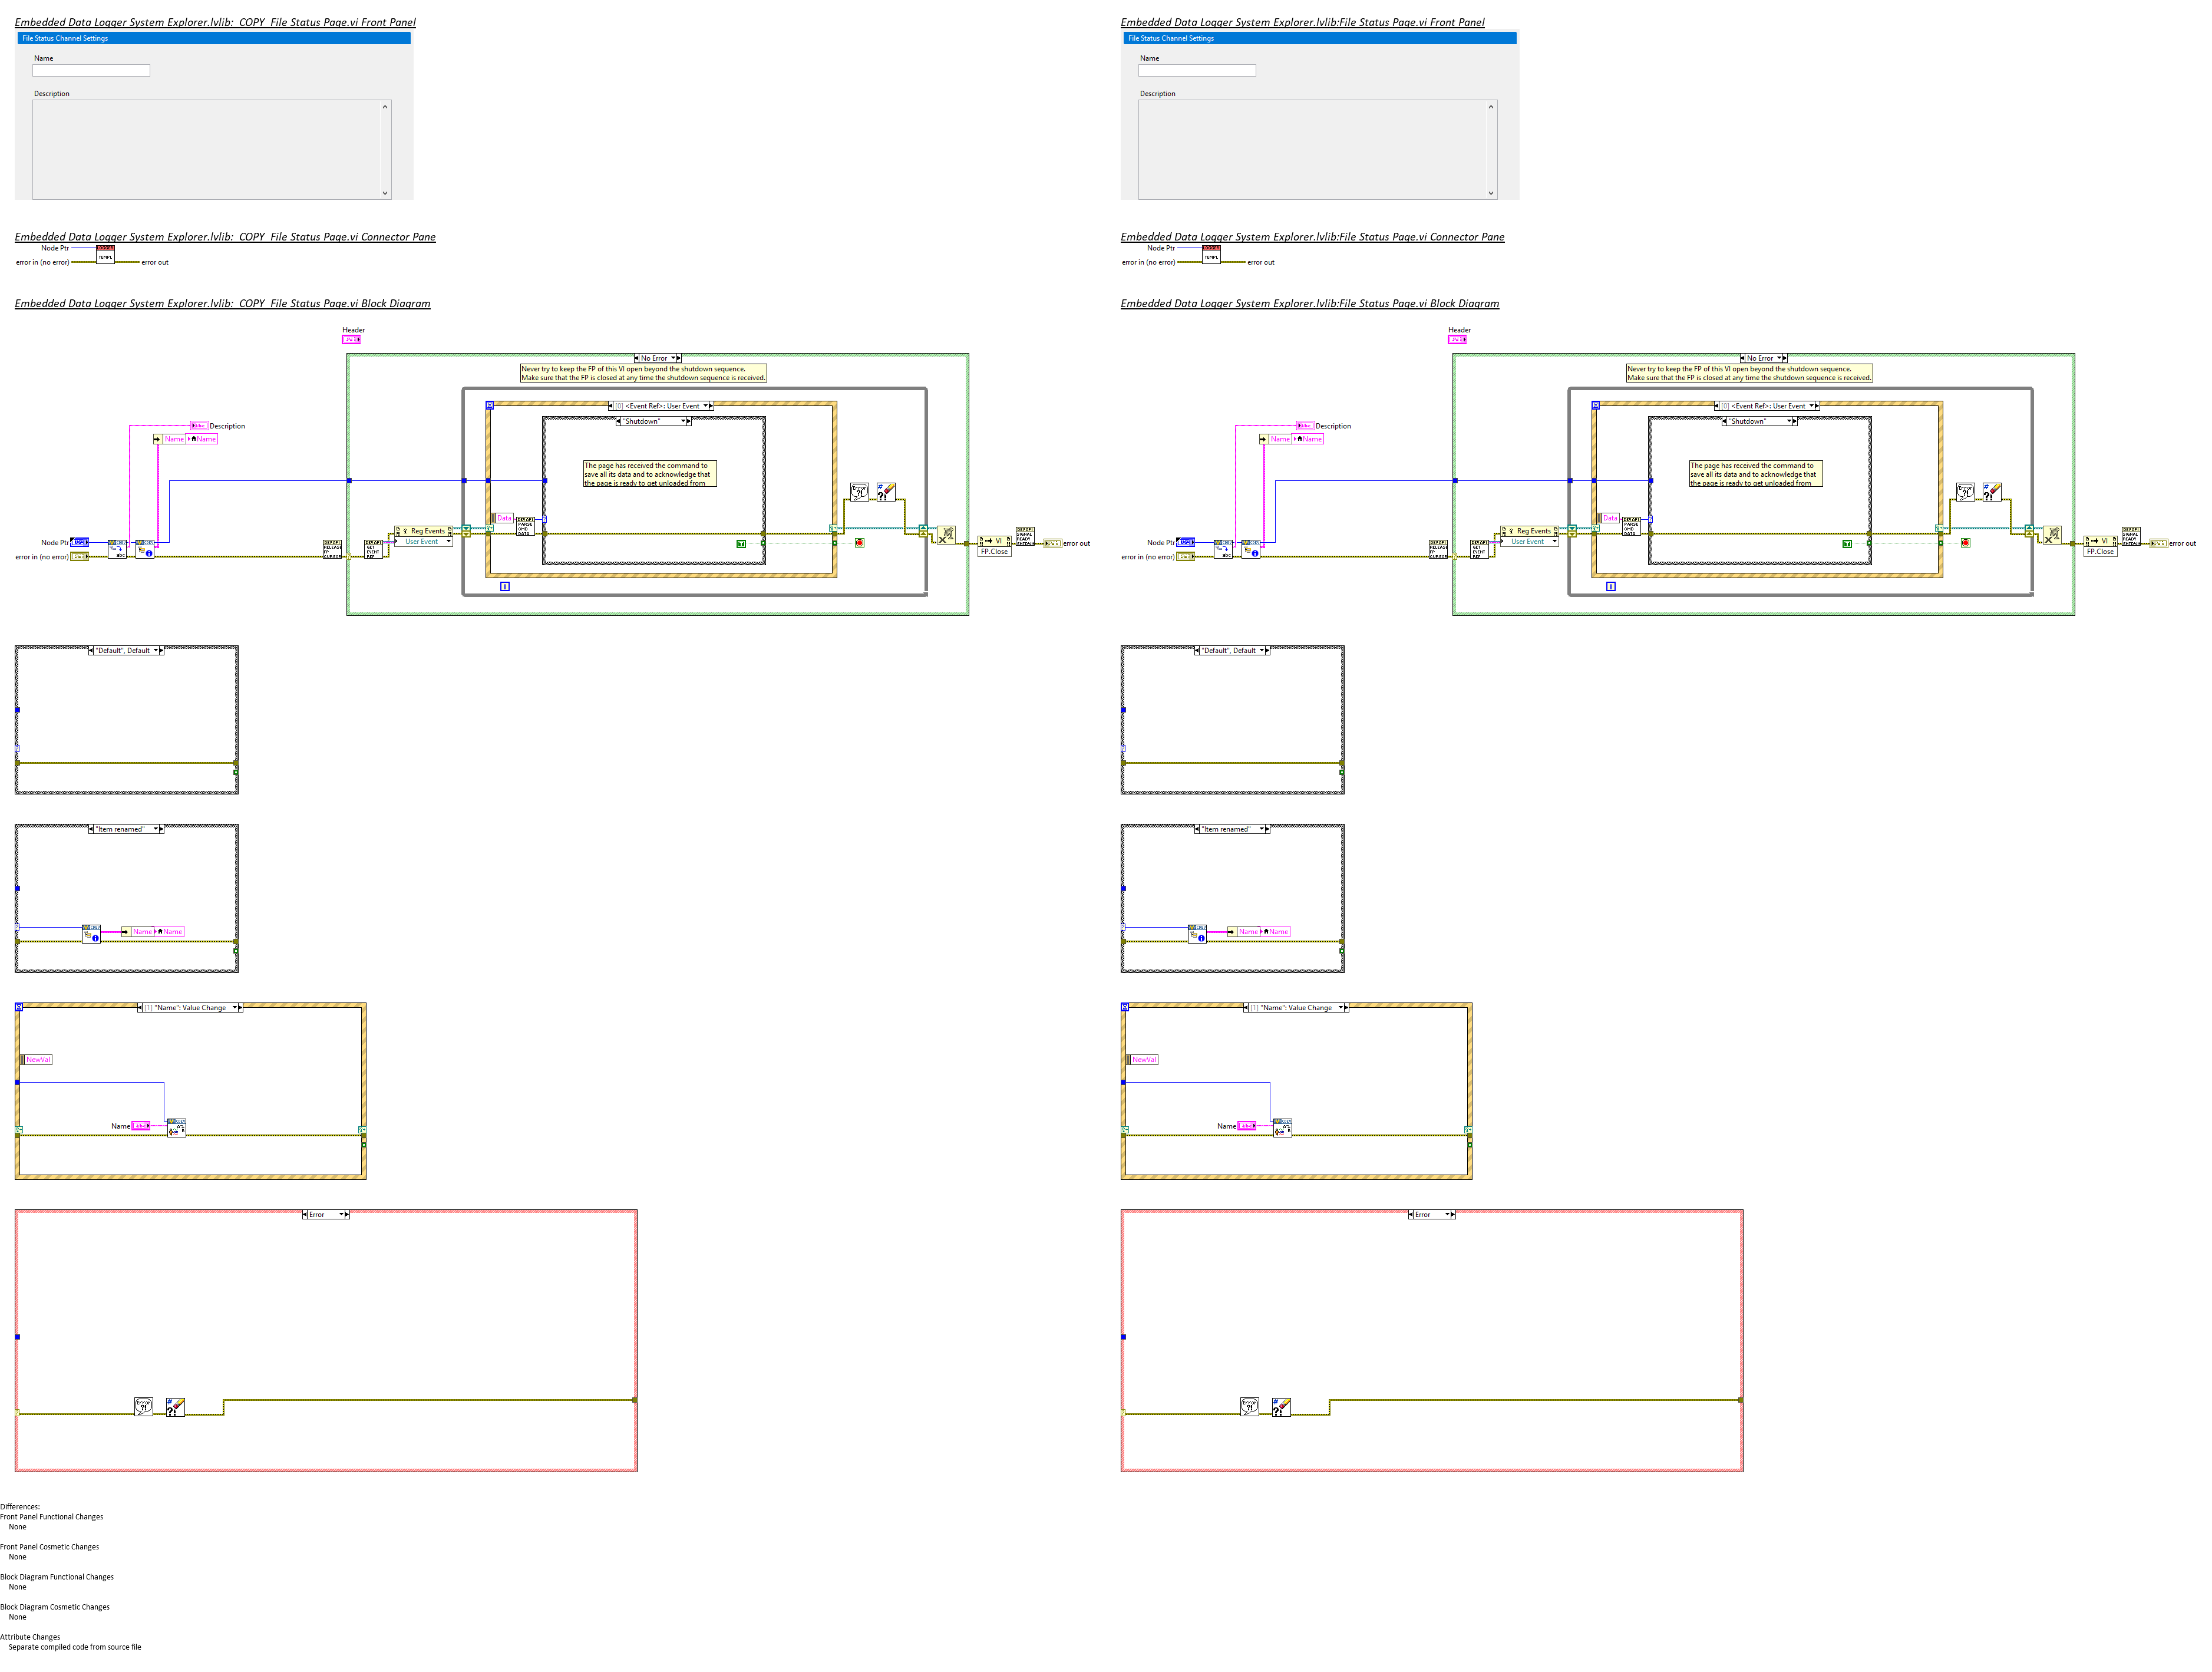 Embedded Data Logger System Explorer.lvlib:_COPY_File Status Page.vi Front Panel
File Status Channel Settings
Name
Description
Embedded Data Logger System Explorer.lvlib:_COPY_File Status Page.vi Connector Pane
Node Ptr
error in (no error)
error out
LOGGER
TEMPL
Embedded Data Logger System Explorer.lvlib:_COPY_File Status Page.vi Block Diagram
Header
No Error
Never try to keep the FP of this VI open beyond the shutdown sequence.
Make sure that the FP is closed at any time the shutdown sequence is received.
[0] <Event Ref>: User Event
"Shutdown"
Description
Name
Name
The page has received the command to
save all its data and to acknowledge that
the page is ready to get unloaded from
Data
Reg Events
User Event
Node Ptr
error in (no error)
VI
FP.Close
error out
"Default", Default
"Item renamed"
Name
Name
[1] "Name": Value Change
NewVal
Name
Error
Embedded Data Logger System Explorer.lvlib:File Status Page.vi Front Panel
File Status Channel Settings
Name
Description
Embedded Data Logger System Explorer.lvlib:File Status Page.vi Connector Pane
Node Ptr
error in (no error)
error out
LOGGER
TEMPL
Embedded Data Logger System Explorer.lvlib:File Status Page.vi Block Diagram
Header
No Error
Never try to keep the FP of this VI open beyond the shutdown sequence.
Make sure that the FP is closed at any time the shutdown sequence is received.
[0] <Event Ref>: User Event
"Shutdown"
Description
Name
Name
The page has received the command to
save all its data and to acknowledge that
the page is ready to get unloaded from
Data
Reg Events
User Event
Node Ptr
error in (no error)
VI
FP.Close
error out
"Default", Default
"Item renamed"
Name
Name
[1] "Name": Value Change
NewVal
Name
Error
Differences:
Front Panel Functional Changes
None
Front Panel Cosmetic Changes
None
Block Diagram Functional Changes
None
Block Diagram Cosmetic Changes
None
Attribute Changes
Separate compiled code from source file